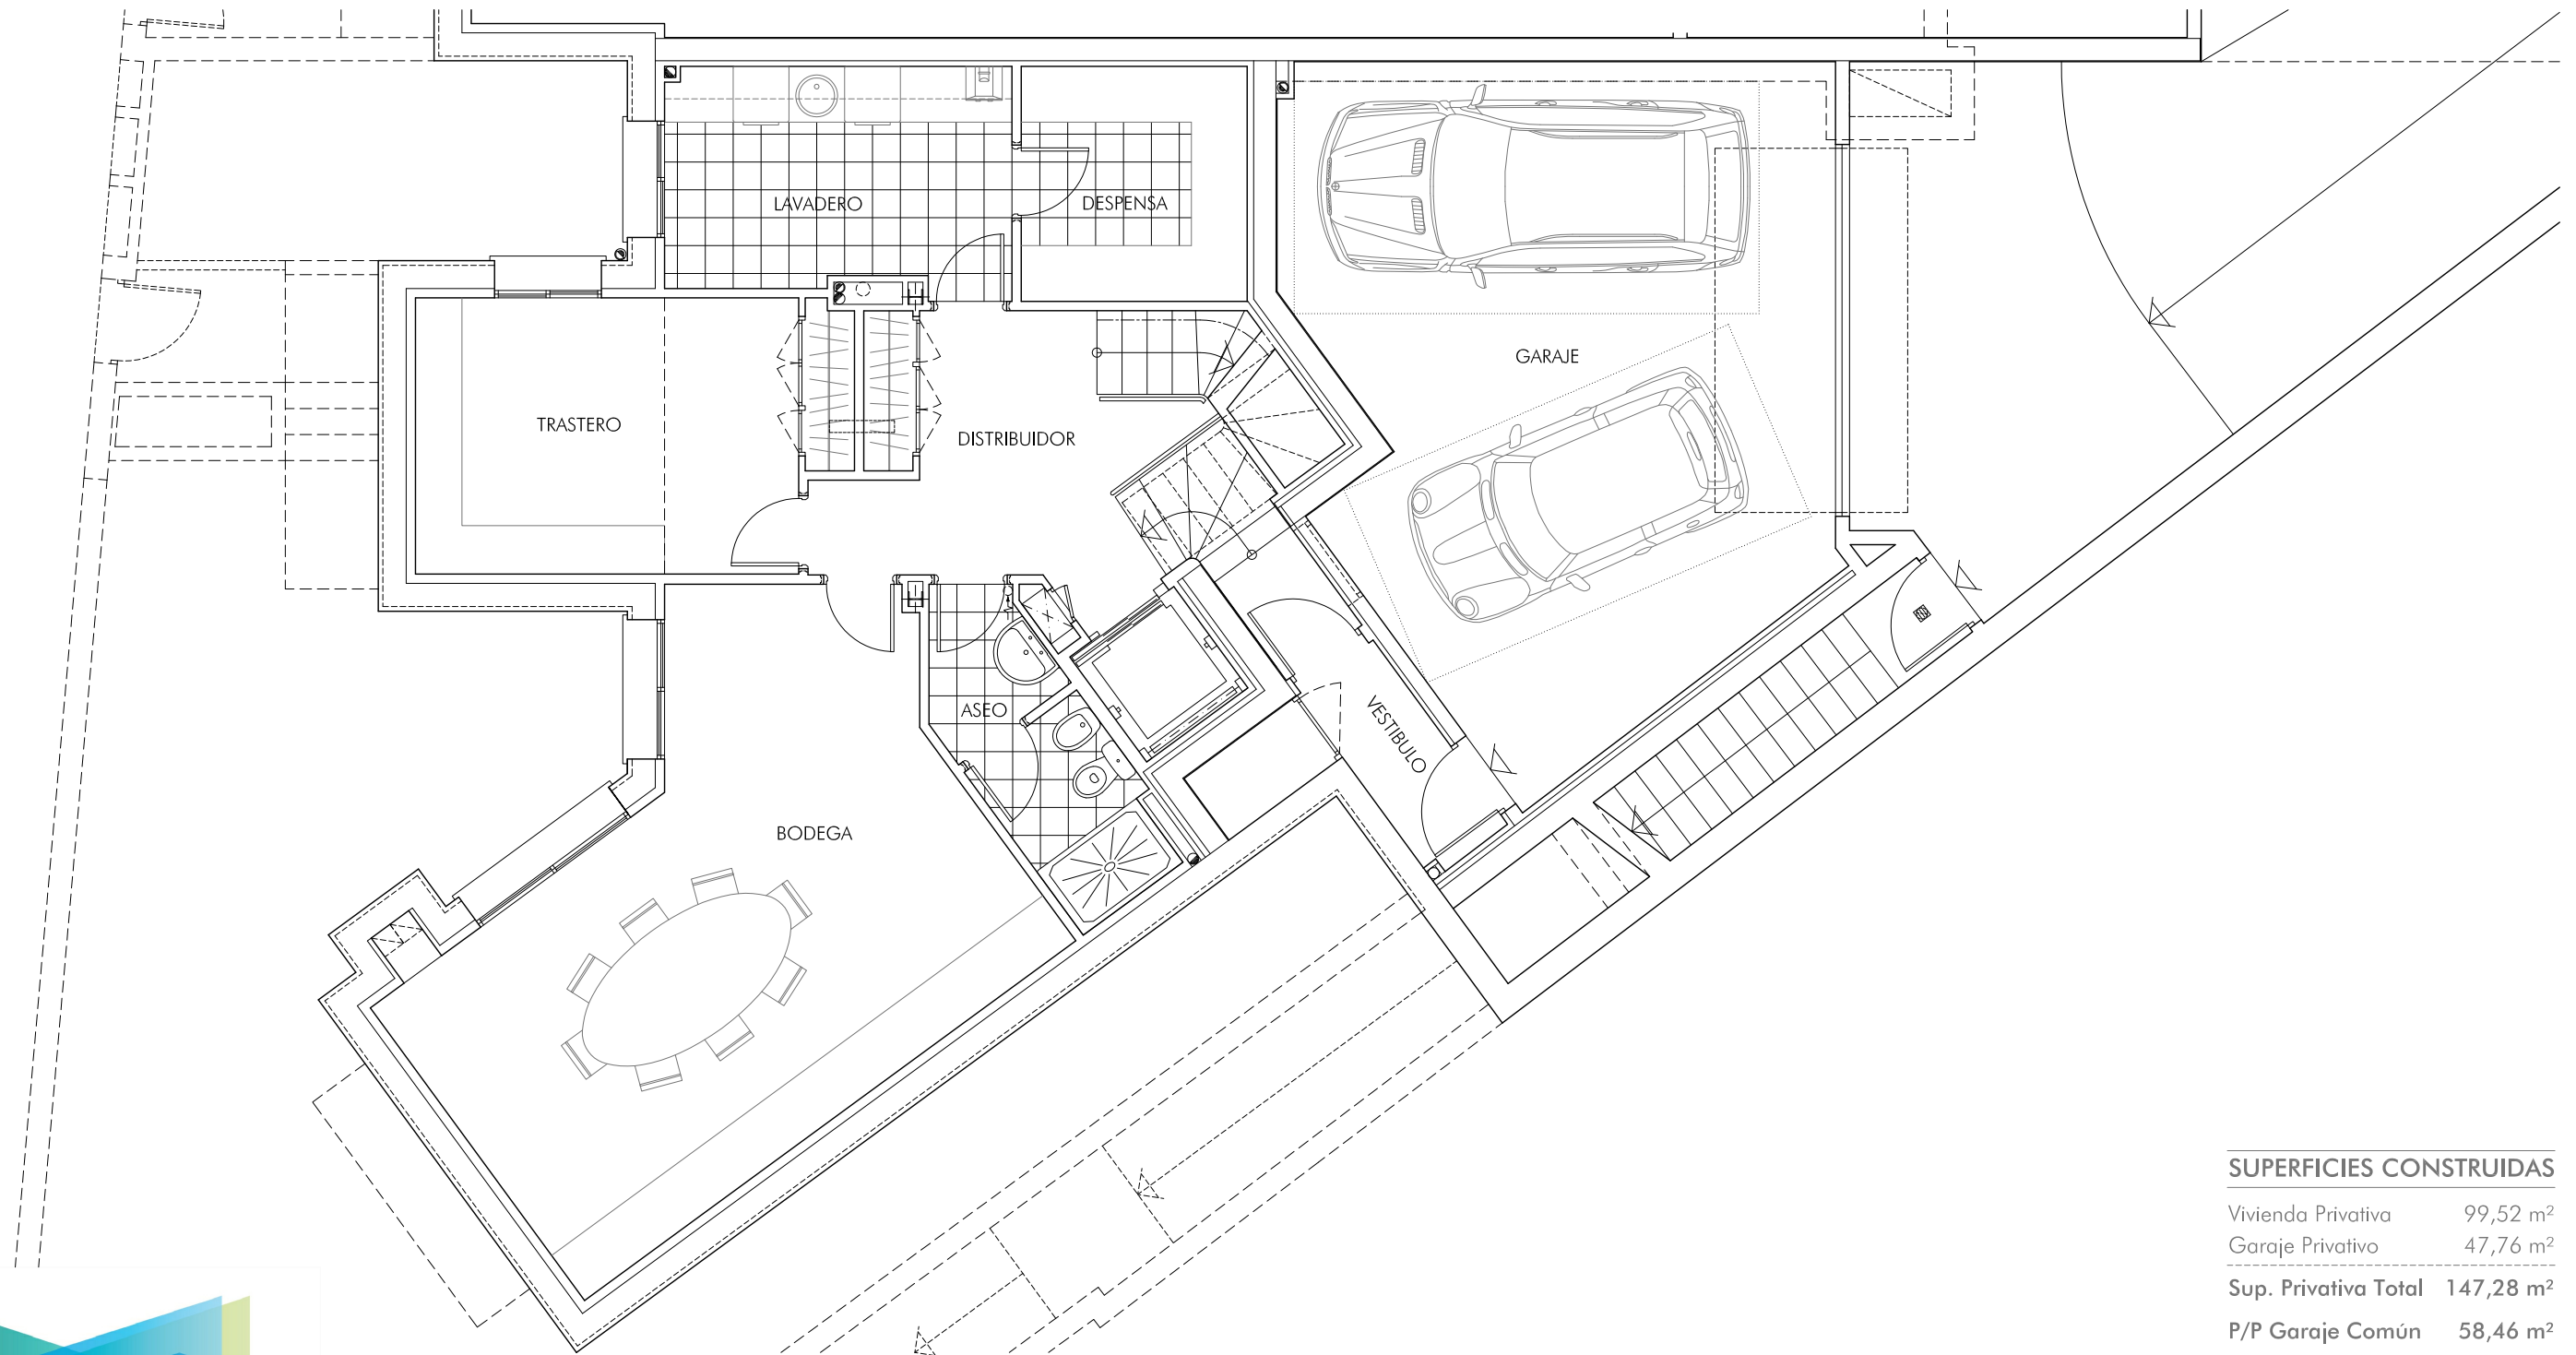 LAVADERO
DESPENSA
GARAJE
TRASTERO
DISTRIBUIDOR
ASEO
VESTIBULO
BODEGA
SUPERFICIES CONSTRUIDAS
Vivienda Privativa 99,52 m²
Garaje Privativo 47,76 m²
Sup. Privativa Total 147,28 m²
P/P Garaje Común 58,46 m²